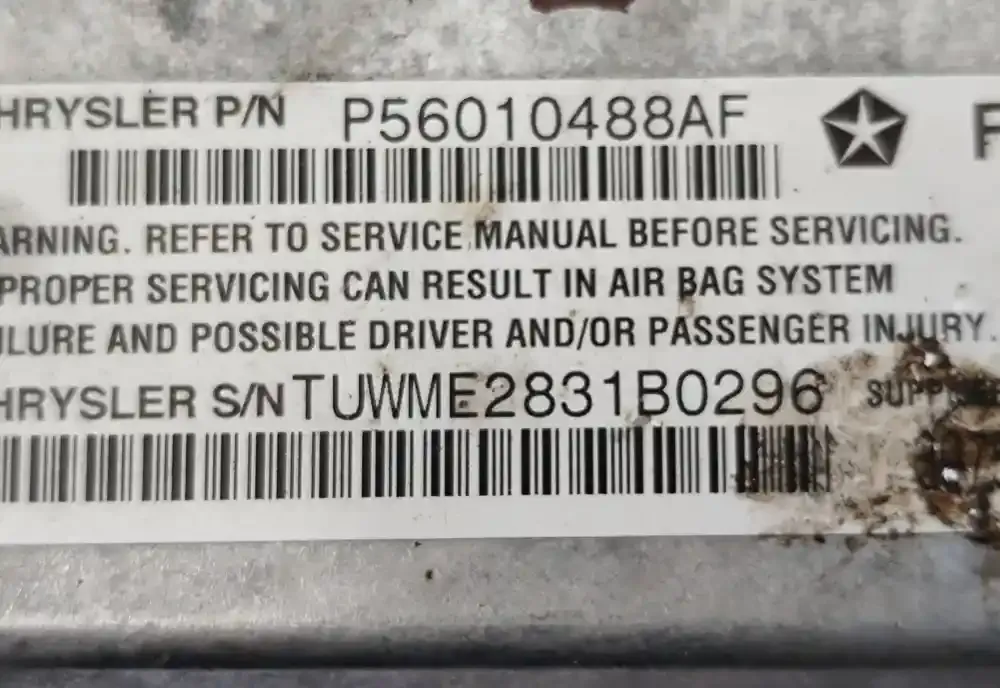 HRYSLER P/N P56010488AF
ARNING. REFER TO SERVICE MANUAL BEFORE SERVICING.
PROPER SERVICING CAN RESULT IN AIR BAG SYSTEM
ILURE AND POSSIBLE DRIVER AND/OR PASSENGER INJURY.
HRYSLER S/N TUWME2831B0296